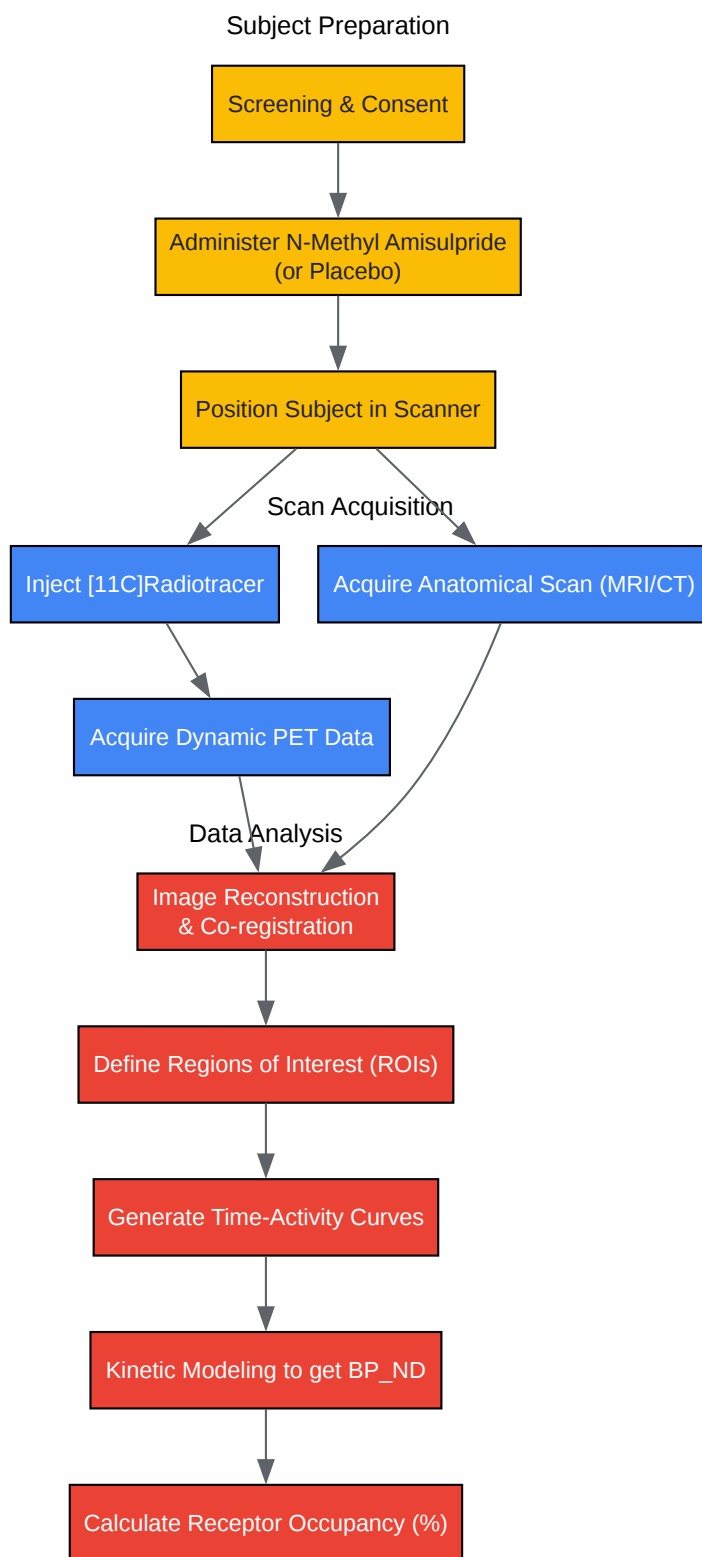 Subject Preparation
Screening & Consent
Administer N-Methyl Amisulpride
(or Placebo)
Position Subject in Scanner
Scan Acquisition
Inject [11C]Radiotracer
Acquire Anatomical Scan (MRI/CT)
Acquire Dynamic PET Data
Data Analysis
Image Reconstruction
& Co-registration
Define Regions of Interest (ROIs)
Generate Time-Activity Curves
Kinetic Modeling to get BP_ND
Calculate Receptor Occupancy (%)